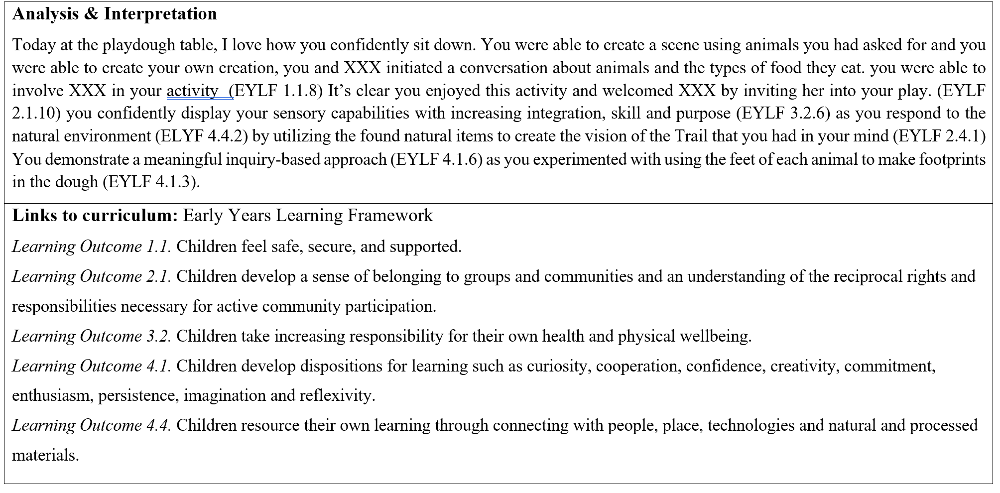 Analysis & Interpretation
Today at the playdough table, I love how you confidently sit down. You were able to create a scene using animals you had asked for and you
were able to create your own creation, you and XXX initiated a conversation about animals and the types of food they eat. you were able to
involve XXX in your activity  (EYLF 1.1.8) It’s clear you enjoyed this activity and welcomed XXX by inviting her into your play. (EYLF
2.1.10) you confidently display your sensory capabilities with increasing integration, skill and purpose (EYLF 3.2.6) as you respond to the
natural environment (ELYF 4.4.2) by utilizing the found natural items to create the vision of the Trail that you had in your mind (EYLF 2.4.1)
You demonstrate a meaningful inquiry-based approach (EYLF 4.1.6) as you experimented with using the feet of each animal to make footprints
in the dough (EYLF 4.1.3).
Links to curriculum: Early Years Learning Framework
Learning Outcome 1.1. Children feel safe, secure, and supported.
Learning Outcome 2.1. Children develop a sense of belonging to groups and communities and an understanding of the reciprocal rights and
responsibilities necessary for active community participation.
Learning Outcome 3.2. Children take increasing responsibility for their own health and physical wellbeing.
Learning Outcome 4.1. Children develop dispositions for learning such as curiosity, cooperation, confidence, creativity, commitment,
enthusiasm, persistence, imagination and reflexivity.
Learning Outcome 4.4. Children resource their own learning through connecting with people, place, technologies and natural and processed
materials.